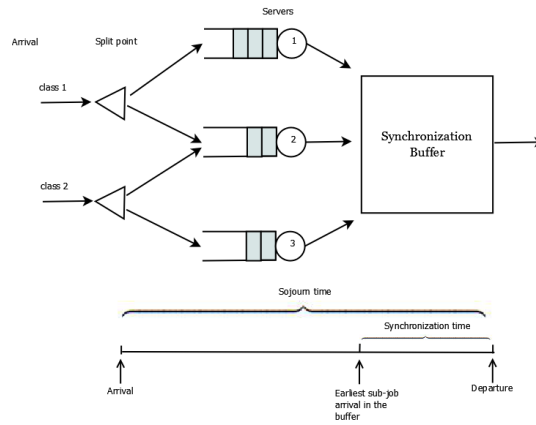 Servers
Arrival
Split point
1
class 1
2
Synchronization
Buffer
class 2
3
Sojourn time
Synchronization time
Arrival
Earliest sub-job
arrival in the
buffer
Departure